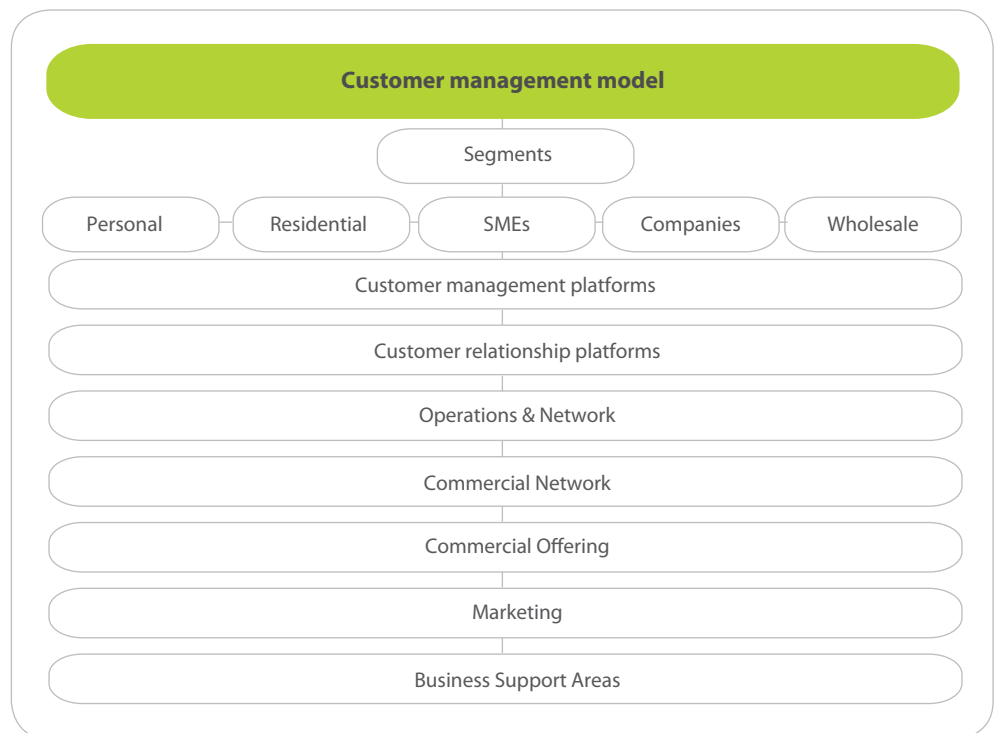 Customer management model
Segments
Personal Residential SMEs Companies Wholesale
Customer management platforms
Customer relationship platforms
Operations & Network
Commercial Network
Commercial Offering
Marketing
Business Support Areas